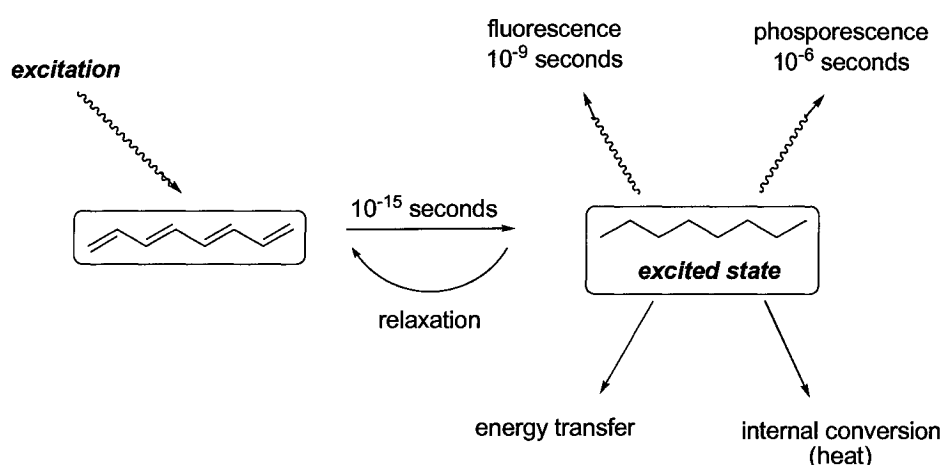 fluorescence
10⁻⁹ seconds
phosporescence
10⁻⁶ seconds
excitation
10⁻¹⁵ seconds
relaxation
excited state
energy transfer
internal conversion
(heat)